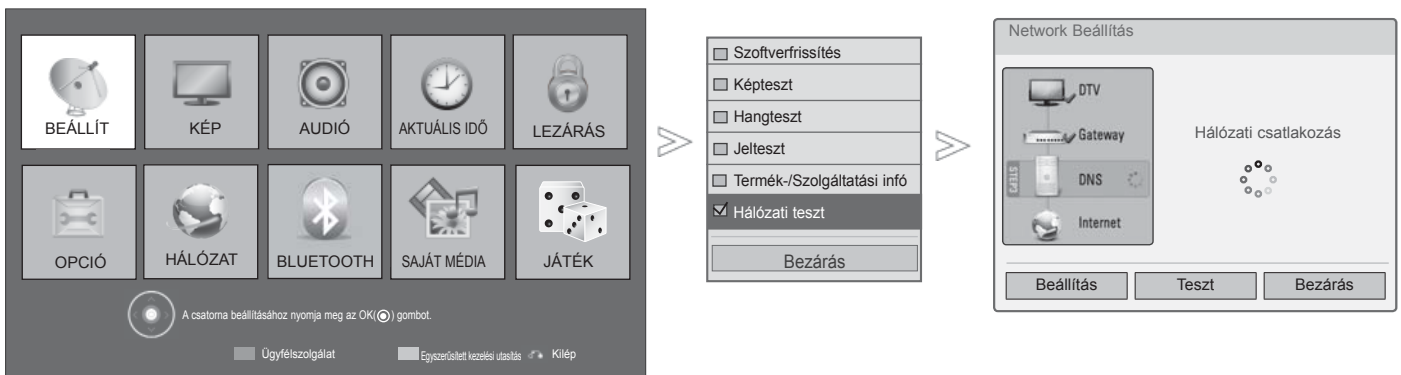 BEÁLLÍT
KÉP
AUDIÓ
AKTUÁLIS IDŐ
LEZÁRÁS
OPCIÓ
HÁLÓZAT
BLUETOOTH
SAJÁT MÉDIA
JÁTÉK
A csatorna beállításához nyomja meg az OK(◉) gombot.
Ügyfélszolgálat
Egyszerűsített kezelési utasítás
Kilép
Szoftverfrissítés
Képteszt
Hangteszt
Jelteszt
Termék-/Szolgáltatási infó
Hálózati teszt
Bezárás
Network Beállítás
DTV
Gateway
STEP3
DNS
Internet
Hálózati csatlakozás
Beállítás
Teszt
Bezárás